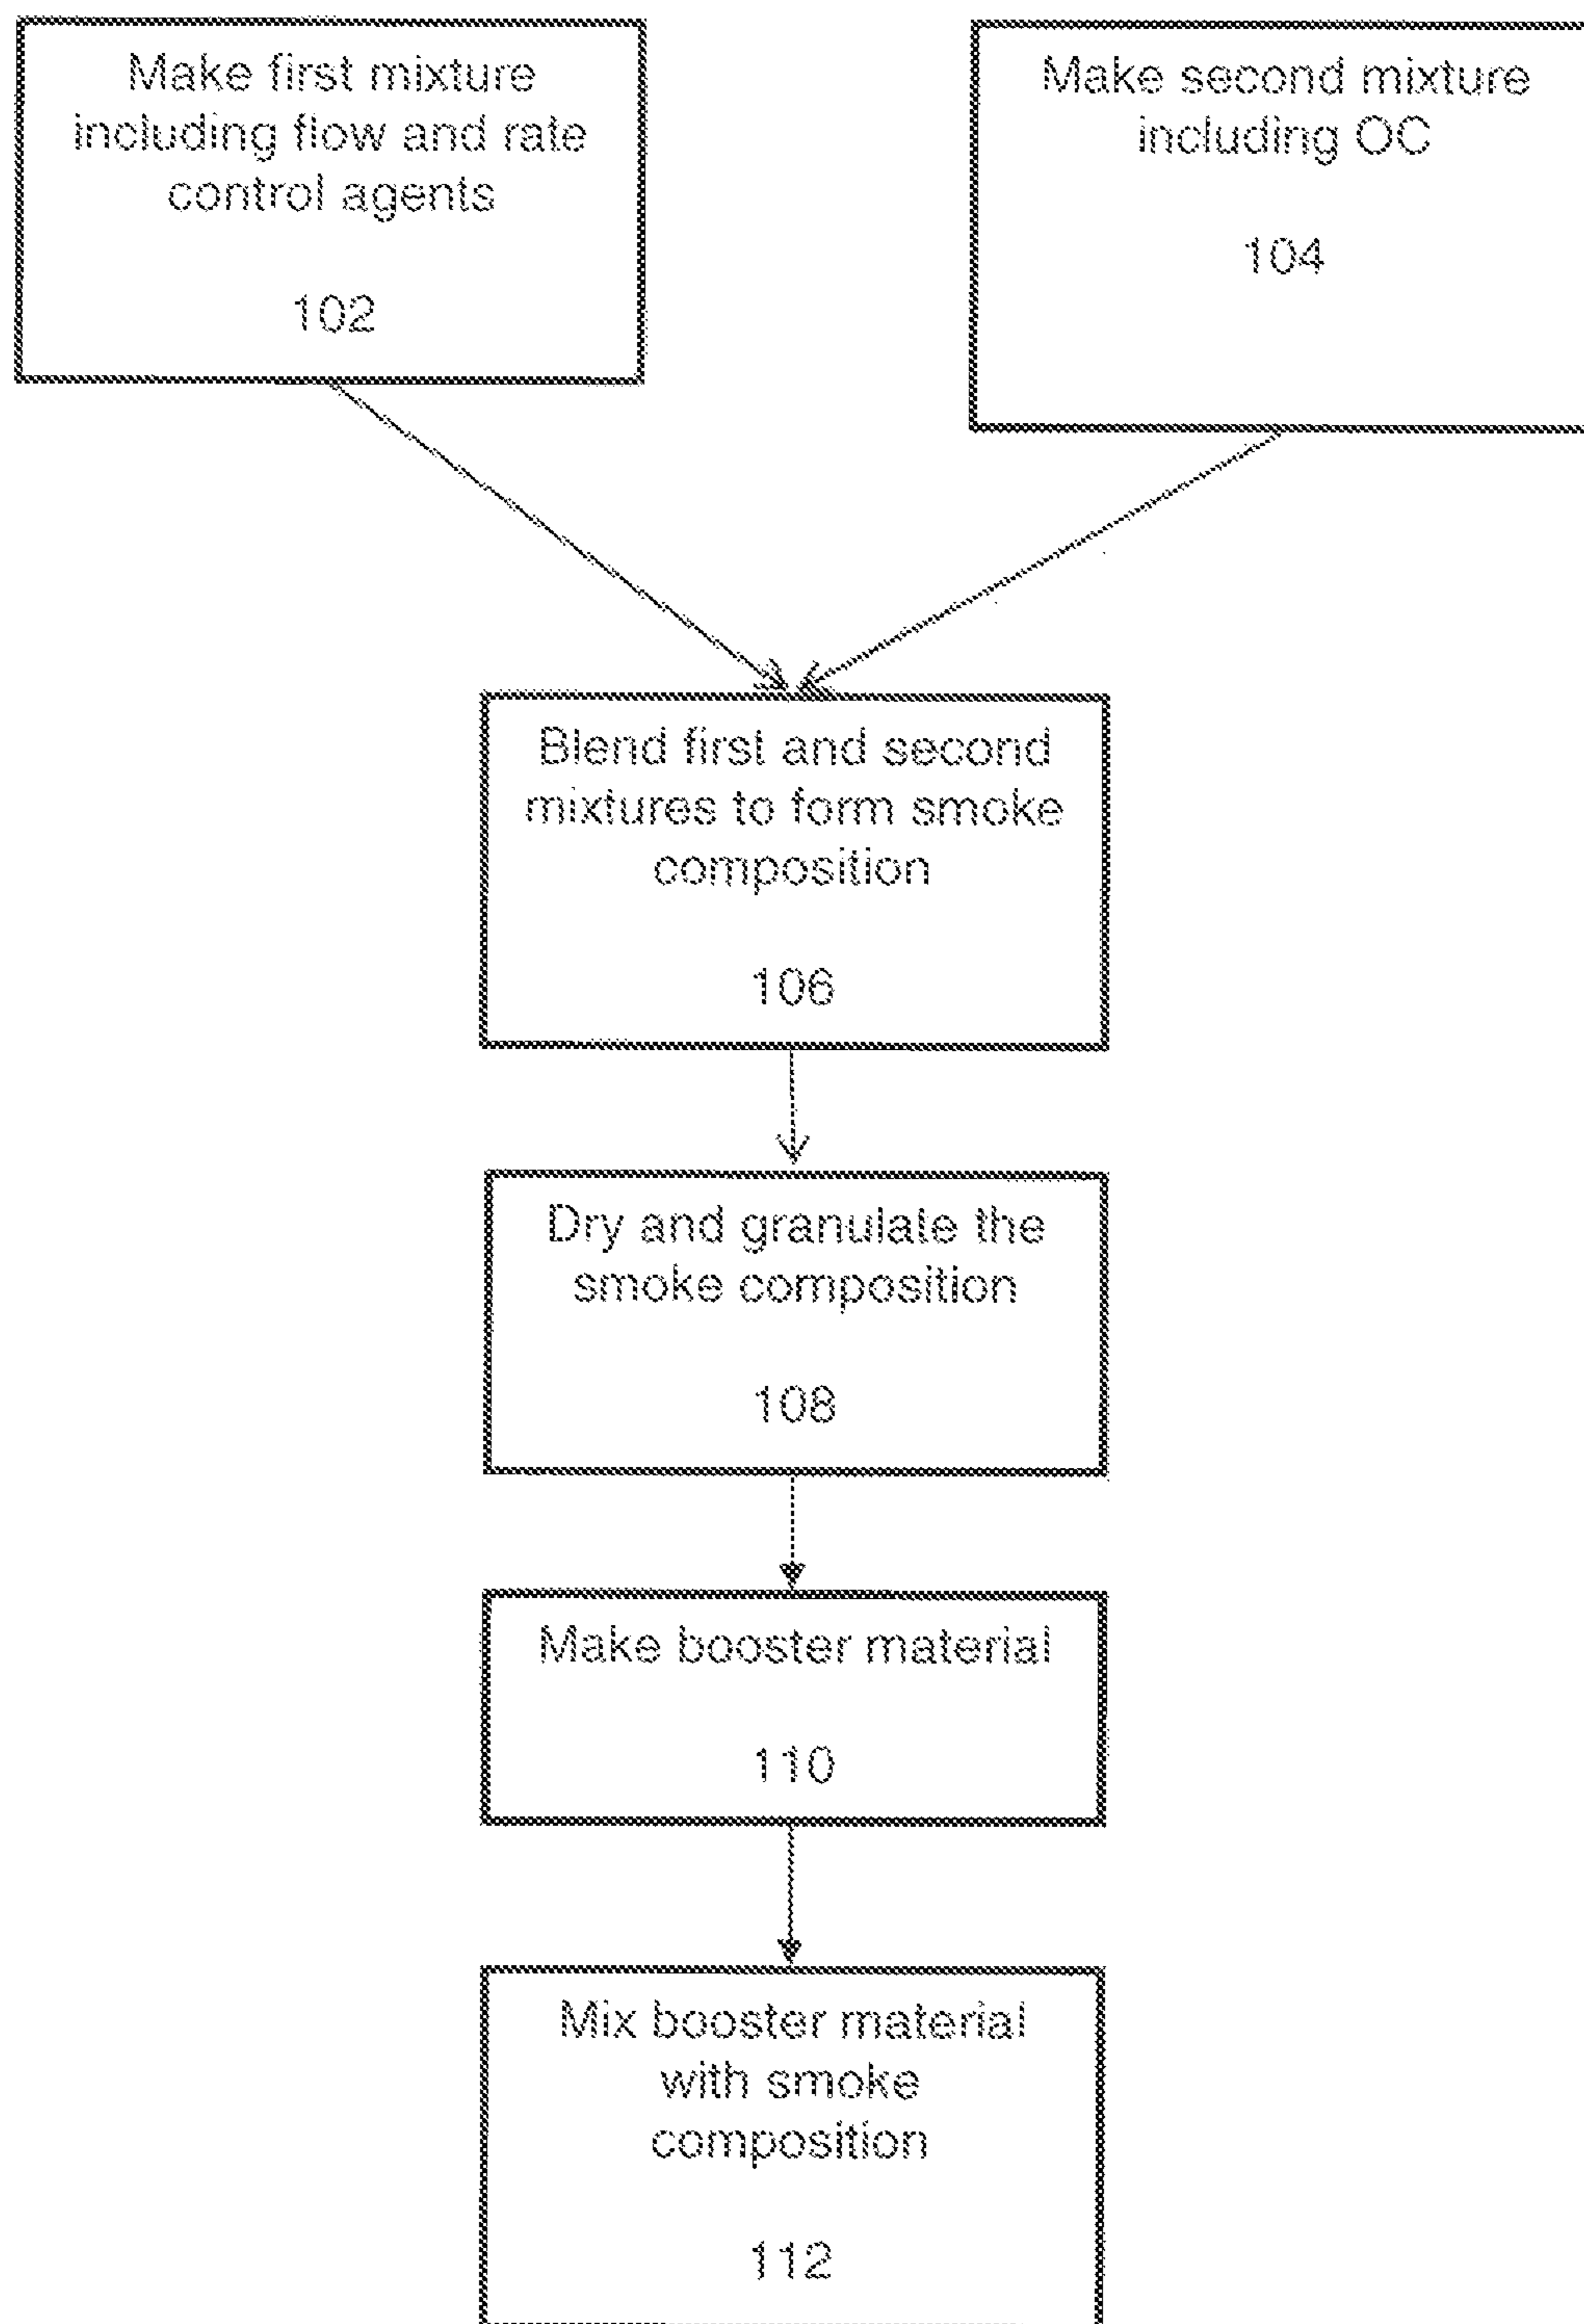 Make first mixture
including flow and rate
control agents
102
Make second mixture
including OC
104
Blend first and second
mixtures to form smoke
composition
106
Dry and granulate the
smoke composition
108
Make booster material
110
Mix booster material
with smoke
composition
112